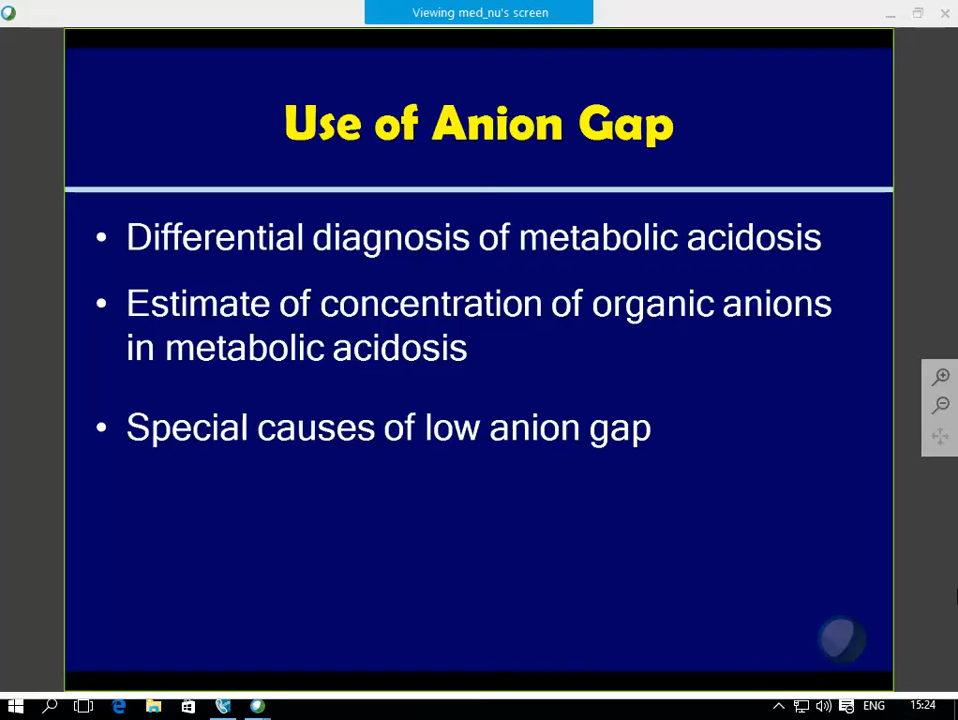 Viewing med_nu's screen
Use of Anion Gap
• Differential diagnosis of metabolic acidosis
• Estimate of concentration of organic anions
in metabolic acidosis
• Special causes of low anion gap
ENG
15:24